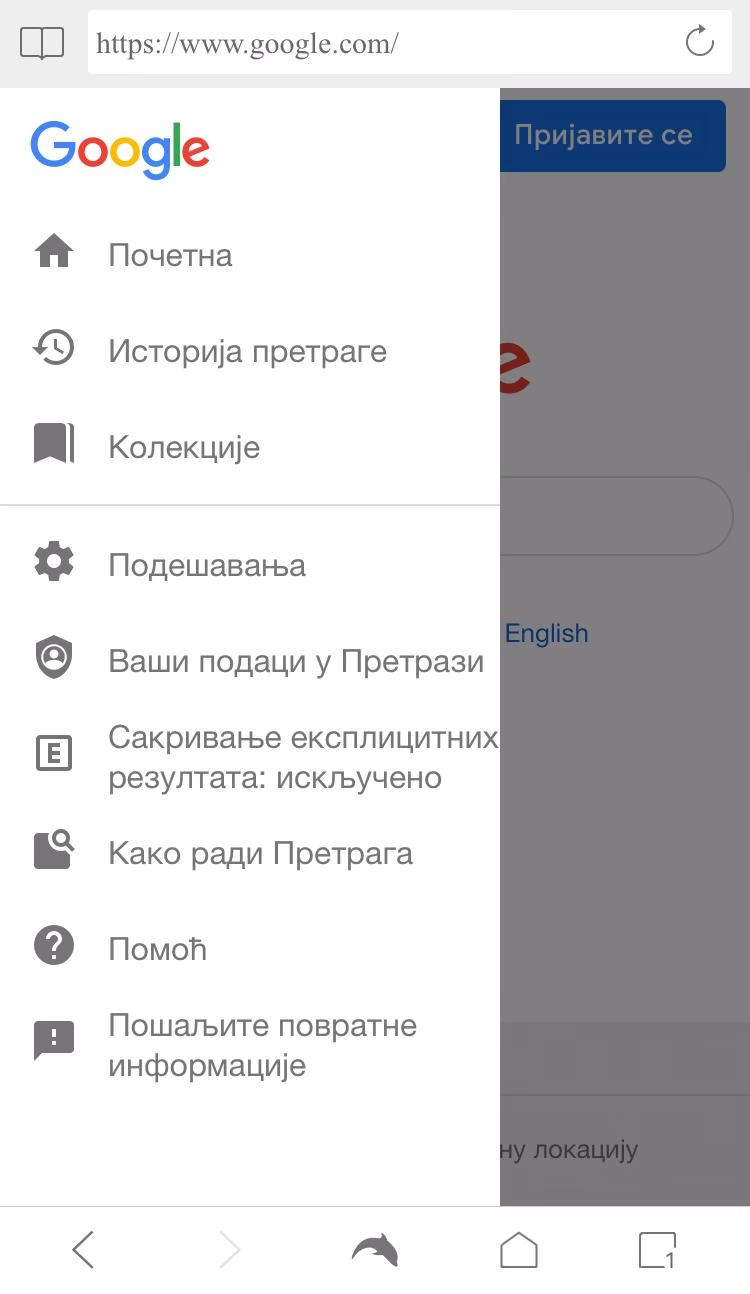 https://www.google.com/
Google
Пријавите се
Почетна
Историја претраге
e
Колекције
Подешавања
English
Ваши податаци у Претрази
Сакривање експлицитних
E
резултата: искључено
Како ради Претрага
Помоћ
Пошаљите повратне
информације
ну локацију
1